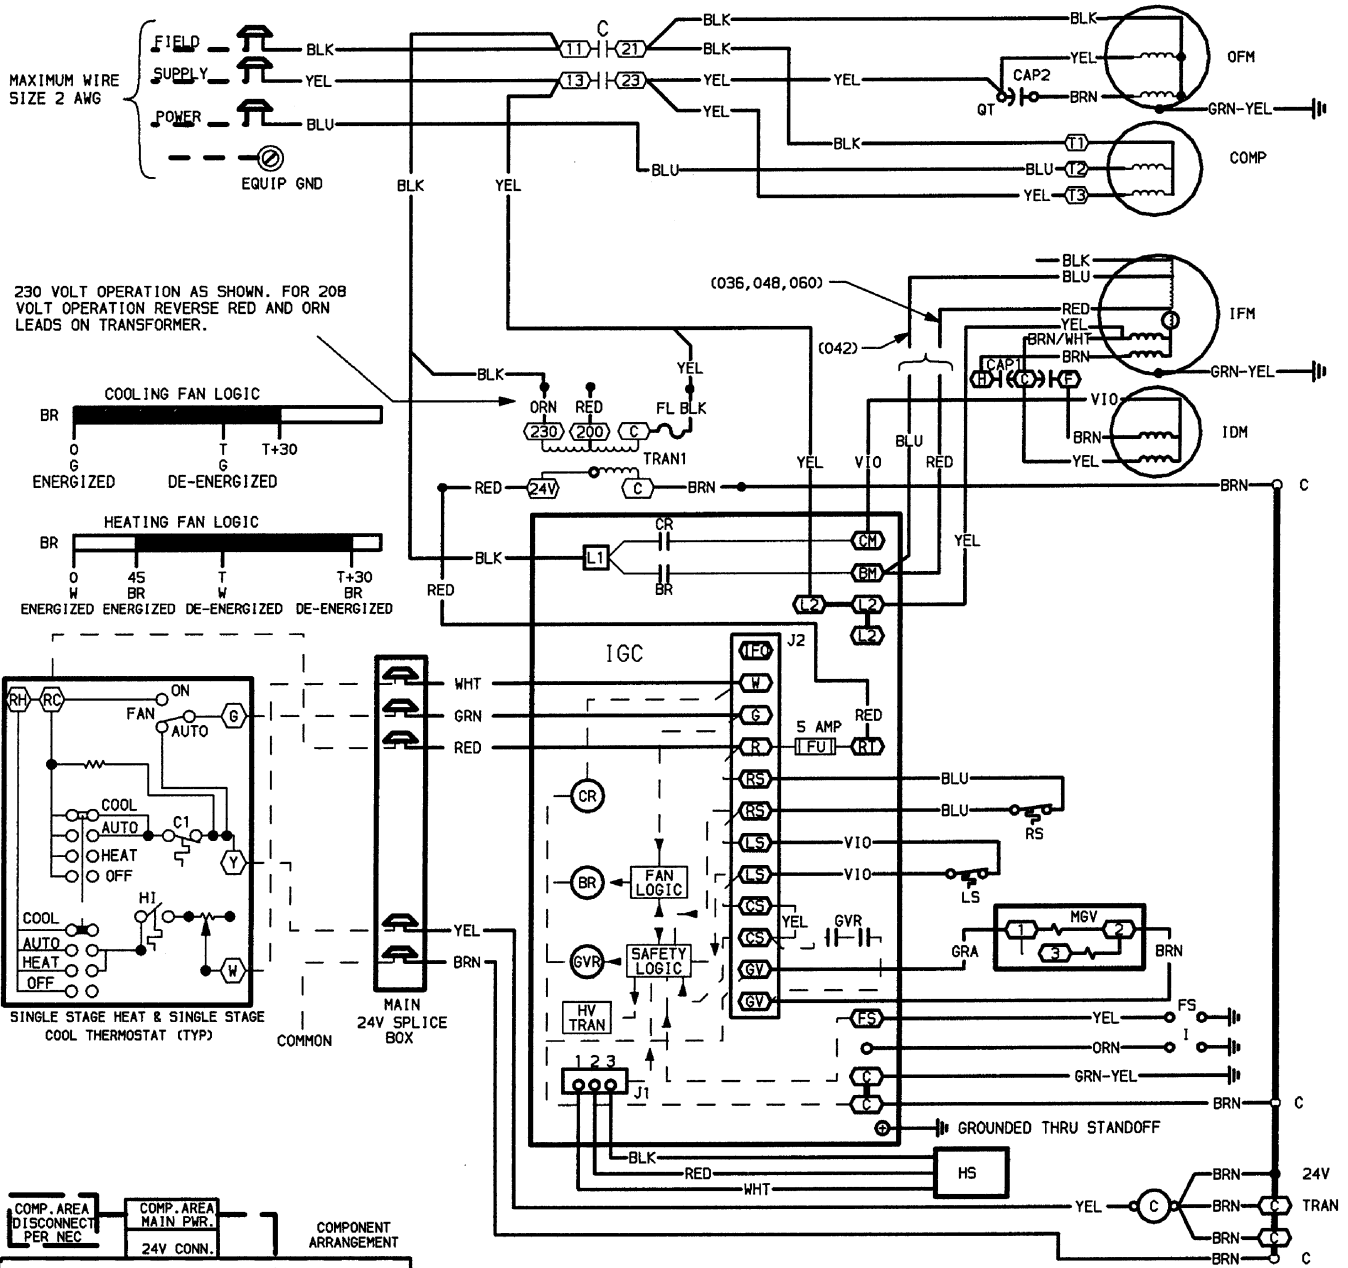 BLK
C
BLK
FIELD
BLK
11
21
BLK
YEL
OFM
MAXIMUM WIRE
SIZE 2 AWG
SUPPLY
YEL
13
23
YEL
YEL
CAP2
QT
BRN
POWER
BLU
YEL
GRN-YEL
EQUIP GND
BLK
YEL
BLK
T1
COMP
BLU
BLU
T2
YEL
T3
230 VOLT OPERATION AS SHOWN. FOR 208
VOLT OPERATION REVERSE RED AND ORN
LEADS ON TRANSFORMER.
(036,048,060)
(042)
BLK
BLU
RED
IFM
YEL
BRN/WHT
BRN
CAP1
H
C
F
GRN-YEL
YEL
BLK
ORN
RED
FL BLK
230
200
C
TRAN1
VIO
IDM
BRN
YEL
BLU
YEL
VIO
RED
RED
24V
C
BRN
BRN
C
COOLING FAN LOGIC
BR
0
G
ENERGIZED
T
G
DE-ENERGIZED
T+30
HEATING FAN LOGIC
BR
0
W
ENERGIZED
45
BR
ENERGIZED
T
W
DE-ENERGIZED
T+30
BR
DE-ENERGIZED
RED
BLK
L1
CR
BR
CM
BM
L2
L2
L2
YEL
IGC
J2
IFO
W
G
R
RS
RS
LS
LS
CS
CS
GV
GV
5 AMP
FU
RT
RED
WHT
GRN
RED
RH
RC
ON
FAN
AUTO
G
COOL
AUTO
HEAT
OFF
C1
Y
HI
COOL
AUTO
HEAT
OFF
W
SINGLE STAGE HEAT & SINGLE STAGE
COOL THERMOSTAT (TYP)
COMMON
MAIN
24V SPLICE
BOX
YEL
BRN
CR
BR
FAN
LOGIC
GVR
SAFETY
LOGIC
HV
TRAN
BLU
BLU
RS
VIO
VIO
LS
YEL
GVR
MGV
1
2
3
GRA
BRN
FS
YEL
FS
ORN
I
C
GRN-YEL
C
BRN
C
1 2 3
J1
GROUNDED THRU STANDOFF
BLK
RED
WHT
HS
YEL
C
BRN
24V
BRN
C
TRAN
BRN
C
BRN
C
COMP.AREA
DISCONNECT
PER NEC
COMP.AREA
MAIN PWR.
24V CONN.
COMPONENT
ARRANGEMENT